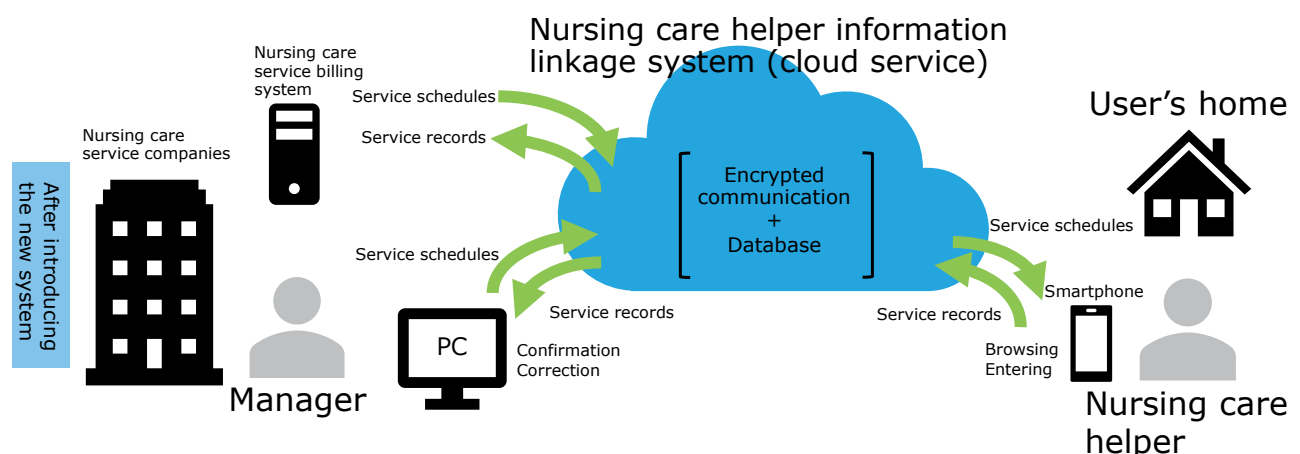 Nursing care helper information
linkage system (cloud service)
Nursing care
service billing
system
Service schedules
Service records
Nursing care
service companies
After introducing
the new system
Encrypted
communication
+
Database
User's home
Service schedules
Service records
PC
Confirmation
Correction
Manager
Service schedules
Service records
Smartphone
Browsing
Entering
Nursing care
helper